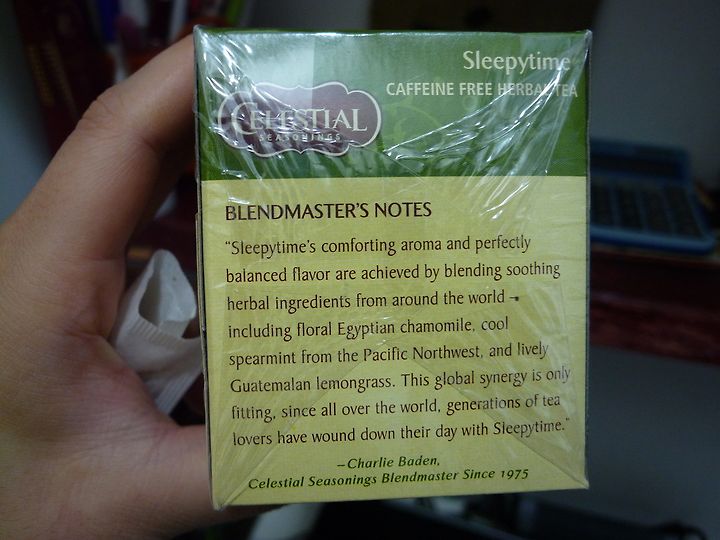 Sleepytime
CAFFEINE FREE HERBAL TEA
CELESTIAL
SEASONINGS
BLENDMASTER'S NOTES
"Sleepytime's comforting aroma and perfectly
balanced flavor are achieved by blending soothing
herbal ingredients from around the world –
including floral Egyptian chamomile, cool
spearmint from the Pacific Northwest, and lively
Guatemalan lemongrass. This global synergy is only
fitting, since all over the world, generations of tea
lovers have wound down their day with Sleepytime."
–Charlie Baden,
Celestial Seasonings Blendmaster Since 1975